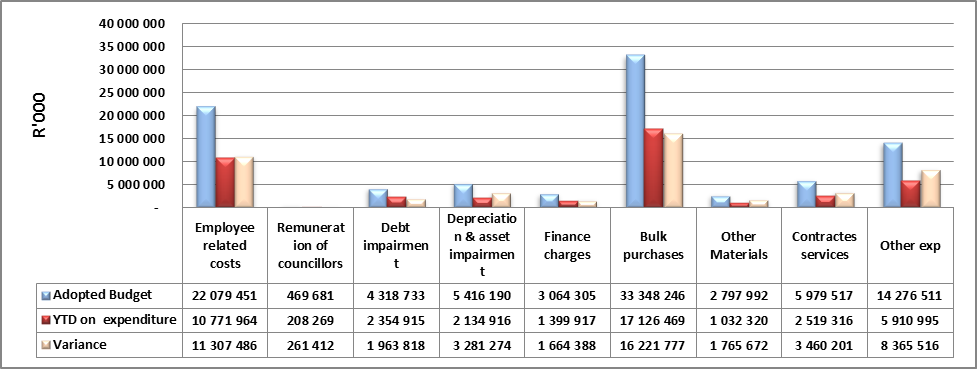 40 000 000
35 000 000
30 000 000
25 000 000
20 000 000
15 000 000
10 000 000
5 000 000
-
R'000
Employee
related
costs
Remunerat
ion of
councillors
Debt
impairmen
t
Depreciatio
n & asset
impairmen
t
Finance
charges
Bulk
purchases
Other
Materials
Contractes
services
Other exp
Adopted Budget 22 079 451 469 681 4 318 733 5 416 190 3 064 305 33 348 246 2 797 992 5 979 517 14 276 511
YTD on expenditure 10 771 964 208 269 2 354 915 2 134 916 1 399 917 17 126 469 1 032 320 2 519 316 5 910 995
Variance 11 307 486 261 412 1 963 818 3 281 274 1 664 388 16 221 777 1 765 672 3 460 201 8 365 516